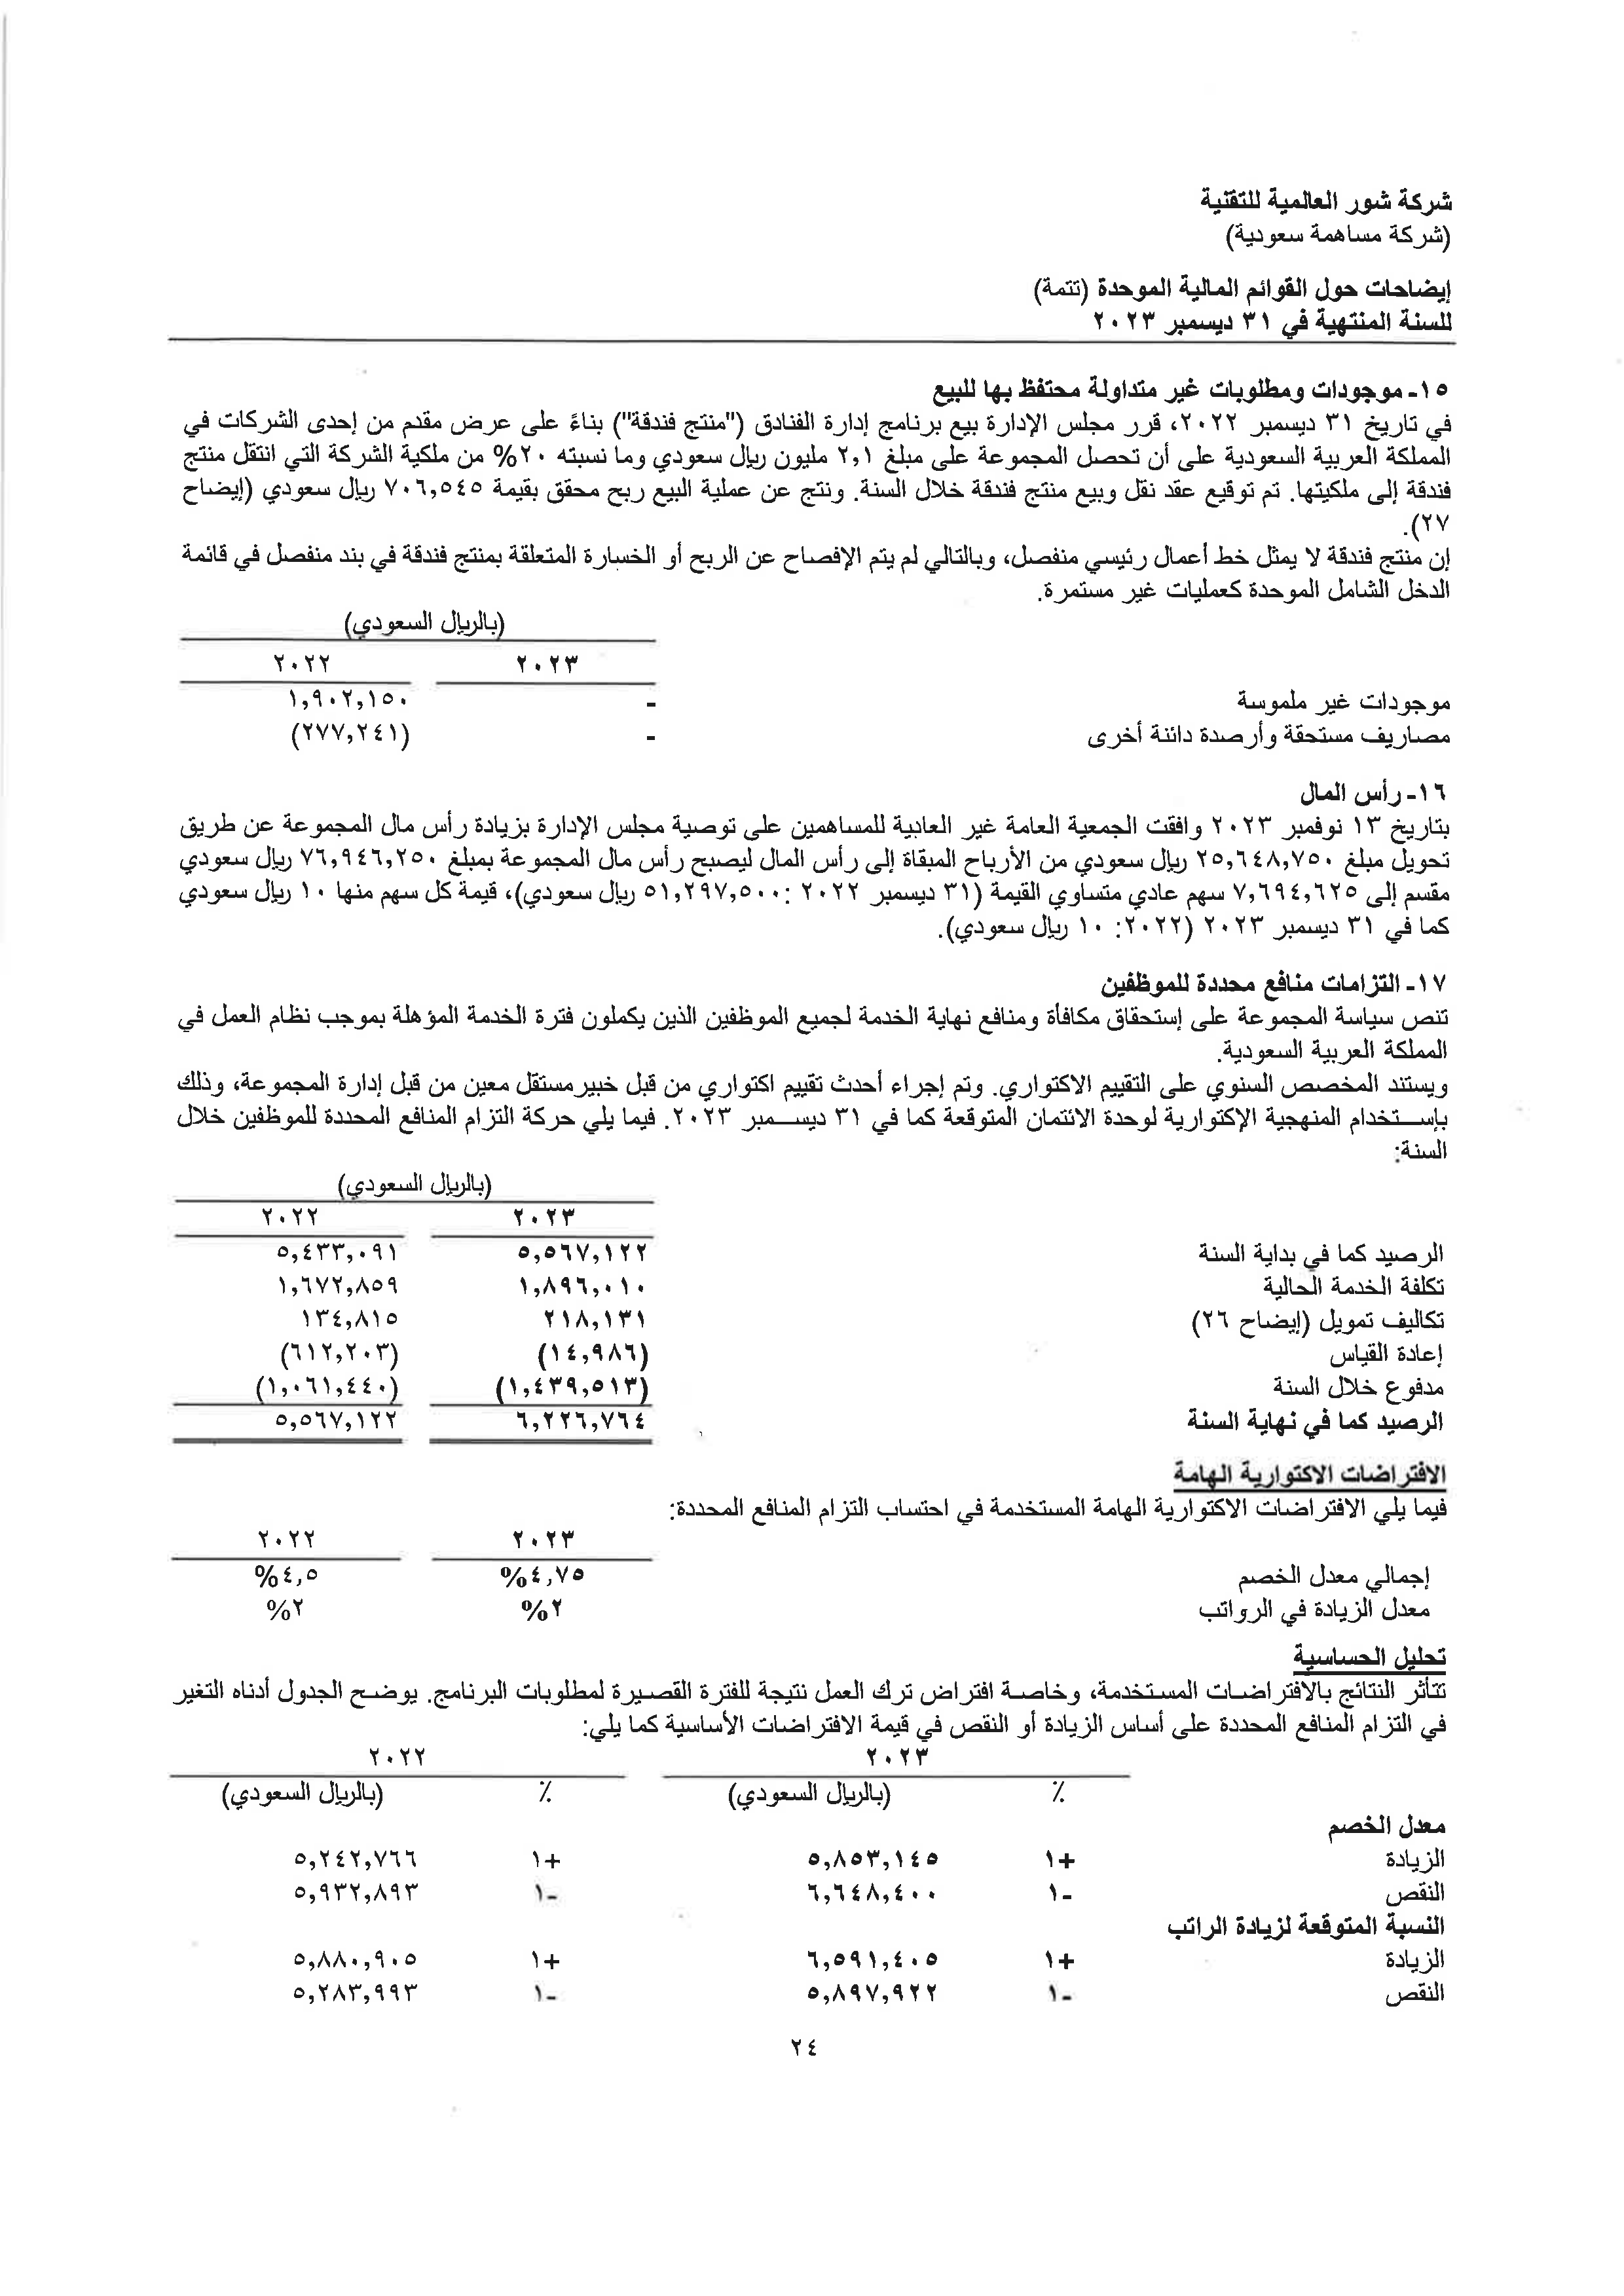 شركة شور العالمية للتقنية
(شركة مساهمة سعودية)
إيضاحات حول القوائم المالية الموحدة (تتمة)
للسنة المنتهية في ٣١ ديسمبر ٢٠٢٣
١٥- موجودات ومطلوبات غير متداولة محتفظ بها للبيع
في تاريخ ٣١ ديسمبر ٢٠٢٢، قرر مجلس الإدارة بيع برنامج إدارة الفنادق ("منتج فندقة") بناءً على عرض مقدم من إحدى الشركات في
المملكة العربية السعودية على أن تحصل المجموعة على مبلغ ٢,١ مليون ريال سعودي وما نسبته ٢٠% من ملكية الشركة التي انتقل منتج
فندقة إلى ملكيتها. تم توقيع عقد نقل وبيع منتج فندقة خلال السنة. ونتج عن عملية البيع ربح محقق بقيمة ٧٠٦,٥٤٥ ريال سعودي (إيضاح
٢٧).
إن منتج فندقة لا يمثل خط أعمال رئيسي منفصل، وبالتالي لم يتم الإفصاح عن الربح أو الخسارة المتعلقة بمنتج فندقة في بند منفصل في قائمة
الدخل الشامل الموحدة كعمليات غير مستمرة.
(بالريال السعودي)
٢٠٢٣ ٢٠٢٢
موجودات غير ملموسة - ١,٩٠٢,١٥٠
مصاريف مستحقة وأرصدة دائنة أخرى - (٢٧٧,٢٤١)
١٦- رأس المال
بتاريخ ١٣ نوفمبر ٢٠٢٣ وافقت الجمعية العامة غير العادية للمساهمين على توصية مجلس الإدارة بزيادة رأس مال المجموعة عن طريق
تحويل مبلغ ٢٥,٦٤٨,٧٥٠ ريال سعودي من الأرباح المبقاة إلى رأس المال ليصبح رأس مال المجموعة بمبلغ ٧٦,٩٤٦,٢٥٠ ريال سعودي
مقسم إلى ٧,٦٩٤,٦٢٥ سهم عادي متساوي القيمة (٣١ ديسمبر ٢٠٢٢ :٥١,٢٩٧,٥٠٠ ريال سعودي)، قيمة كل سهم منها ١٠ ريال سعودي
كما في ٣١ ديسمبر ٢٠٢٣ (٢٠٢٢: ١٠ ريال سعودي).
١٧- التزامات منافع محددة للموظفين
تنص سياسة المجموعة على إستحقاق مكافأة ومنافع نهاية الخدمة لجميع الموظفين الذين يكملون فترة الخدمة المؤهلة بموجب نظام العمل في
المملكة العربية السعودية.
ويستند المخصص السنوي على التقييم الاكتواري. وتم إجراء أحدث تقييم اكتواري من قبل خبير مستقل معين من قبل إدارة المجموعة، وذلك
بإستخدام المنهجية الإكتوارية لوحدة الائتمان المتوقعة كما في ٣١ ديسمبر ٢٠٢٣. فيما يلي حركة التزام المنافع المحددة للموظفين خلال
السنة:
(بالريال السعودي)
٢٠٢٣ ٢٠٢٢
الرصيد كما في بداية السنة ٥,٥٦٧,١٢٢ ٥,٤٣٣,٠٩١
تكلفة الخدمة الحالية ١,٨٩٦,٠١٠ ١,٦٧٢,٨٥٩
تكاليف تمويل (إيضاح ٢٦) ٢١٨,١٣١ ١٣٤,٨١٥
إعادة القياس (١٤,٩٨٦) (٦١٢,٢٠٣)
مدفوع خلال السنة (١,٤٣٩,٥١٣) (١,٠٦١,٤٤٠)
الرصيد كما في نهاية السنة ٦,٢٢٦,٧٦٤ ٥,٥٦٧,١٢٢
الافتراضات الاكتوارية الهامة
فيما يلي الافتراضات الاكتوارية الهامة المستخدمة في احتساب التزام المنافع المحددة:
٢٠٢٣ ٢٠٢٢
إجمالي معدل الخصم ٤,٧٥% ٤,٥%
معدل الزيادة في الرواتب ٢% ٢%
تحليل الحساسية
تتأثر النتائج بالافتراضات المستخدمة، وخاصة افتراض ترك العمل نتيجة للفترة القصيرة لمطلوبات البرنامج. يوضح الجدول أدناه التغير
في التزام المنافع المحددة على أساس الزيادة أو النقص في قيمة الافتراضات الأساسية كما يلي:
٢٠٢٣ ٢٠٢٢
٪ (بالريال السعودي) ٪ (بالريال السعودي)
معدل الخصم
الزيادة +١ ٥,٨٥٣,١٤٥ +١ ٥,٢٤٢,٧٦٦
النقص -١ ٦,٦٤٨,٤٠٠ -١ ٥,٩٣٢,٨٩٣
النسبة المتوقعة لزيادة الراتب
الزيادة +١ ٦,٥٩١,٤٠٥ +١ ٥,٨٨٠,٩٠٥
النقص -١ ٥,٨٩٧,٩٢٢ -١ ٥,٢٨٣,٩٩٣
٢٤